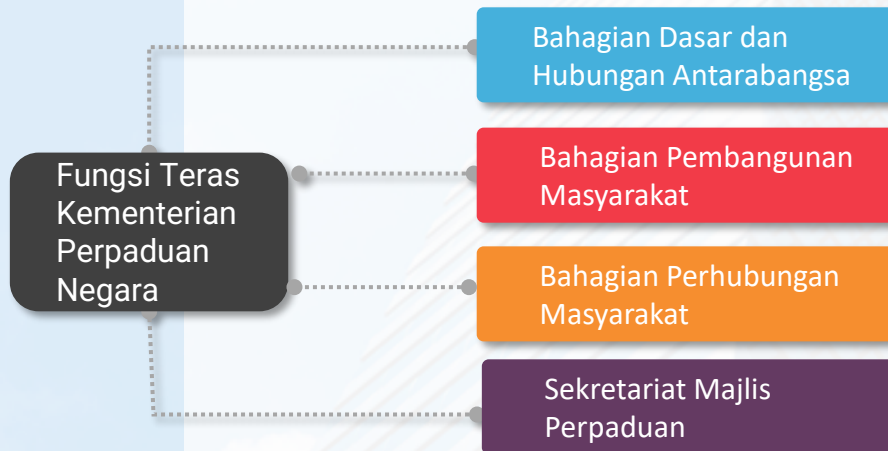 Fungsi Teras
Kementerian
Perpaduan
Negara
Bahagian Dasar dan
Hubungan Antarabangsa
Bahagian Pembangunan
Masyarakat
Bahagian Perhubungan
Masyarakat
Sekretariat Majlis
Perpaduan